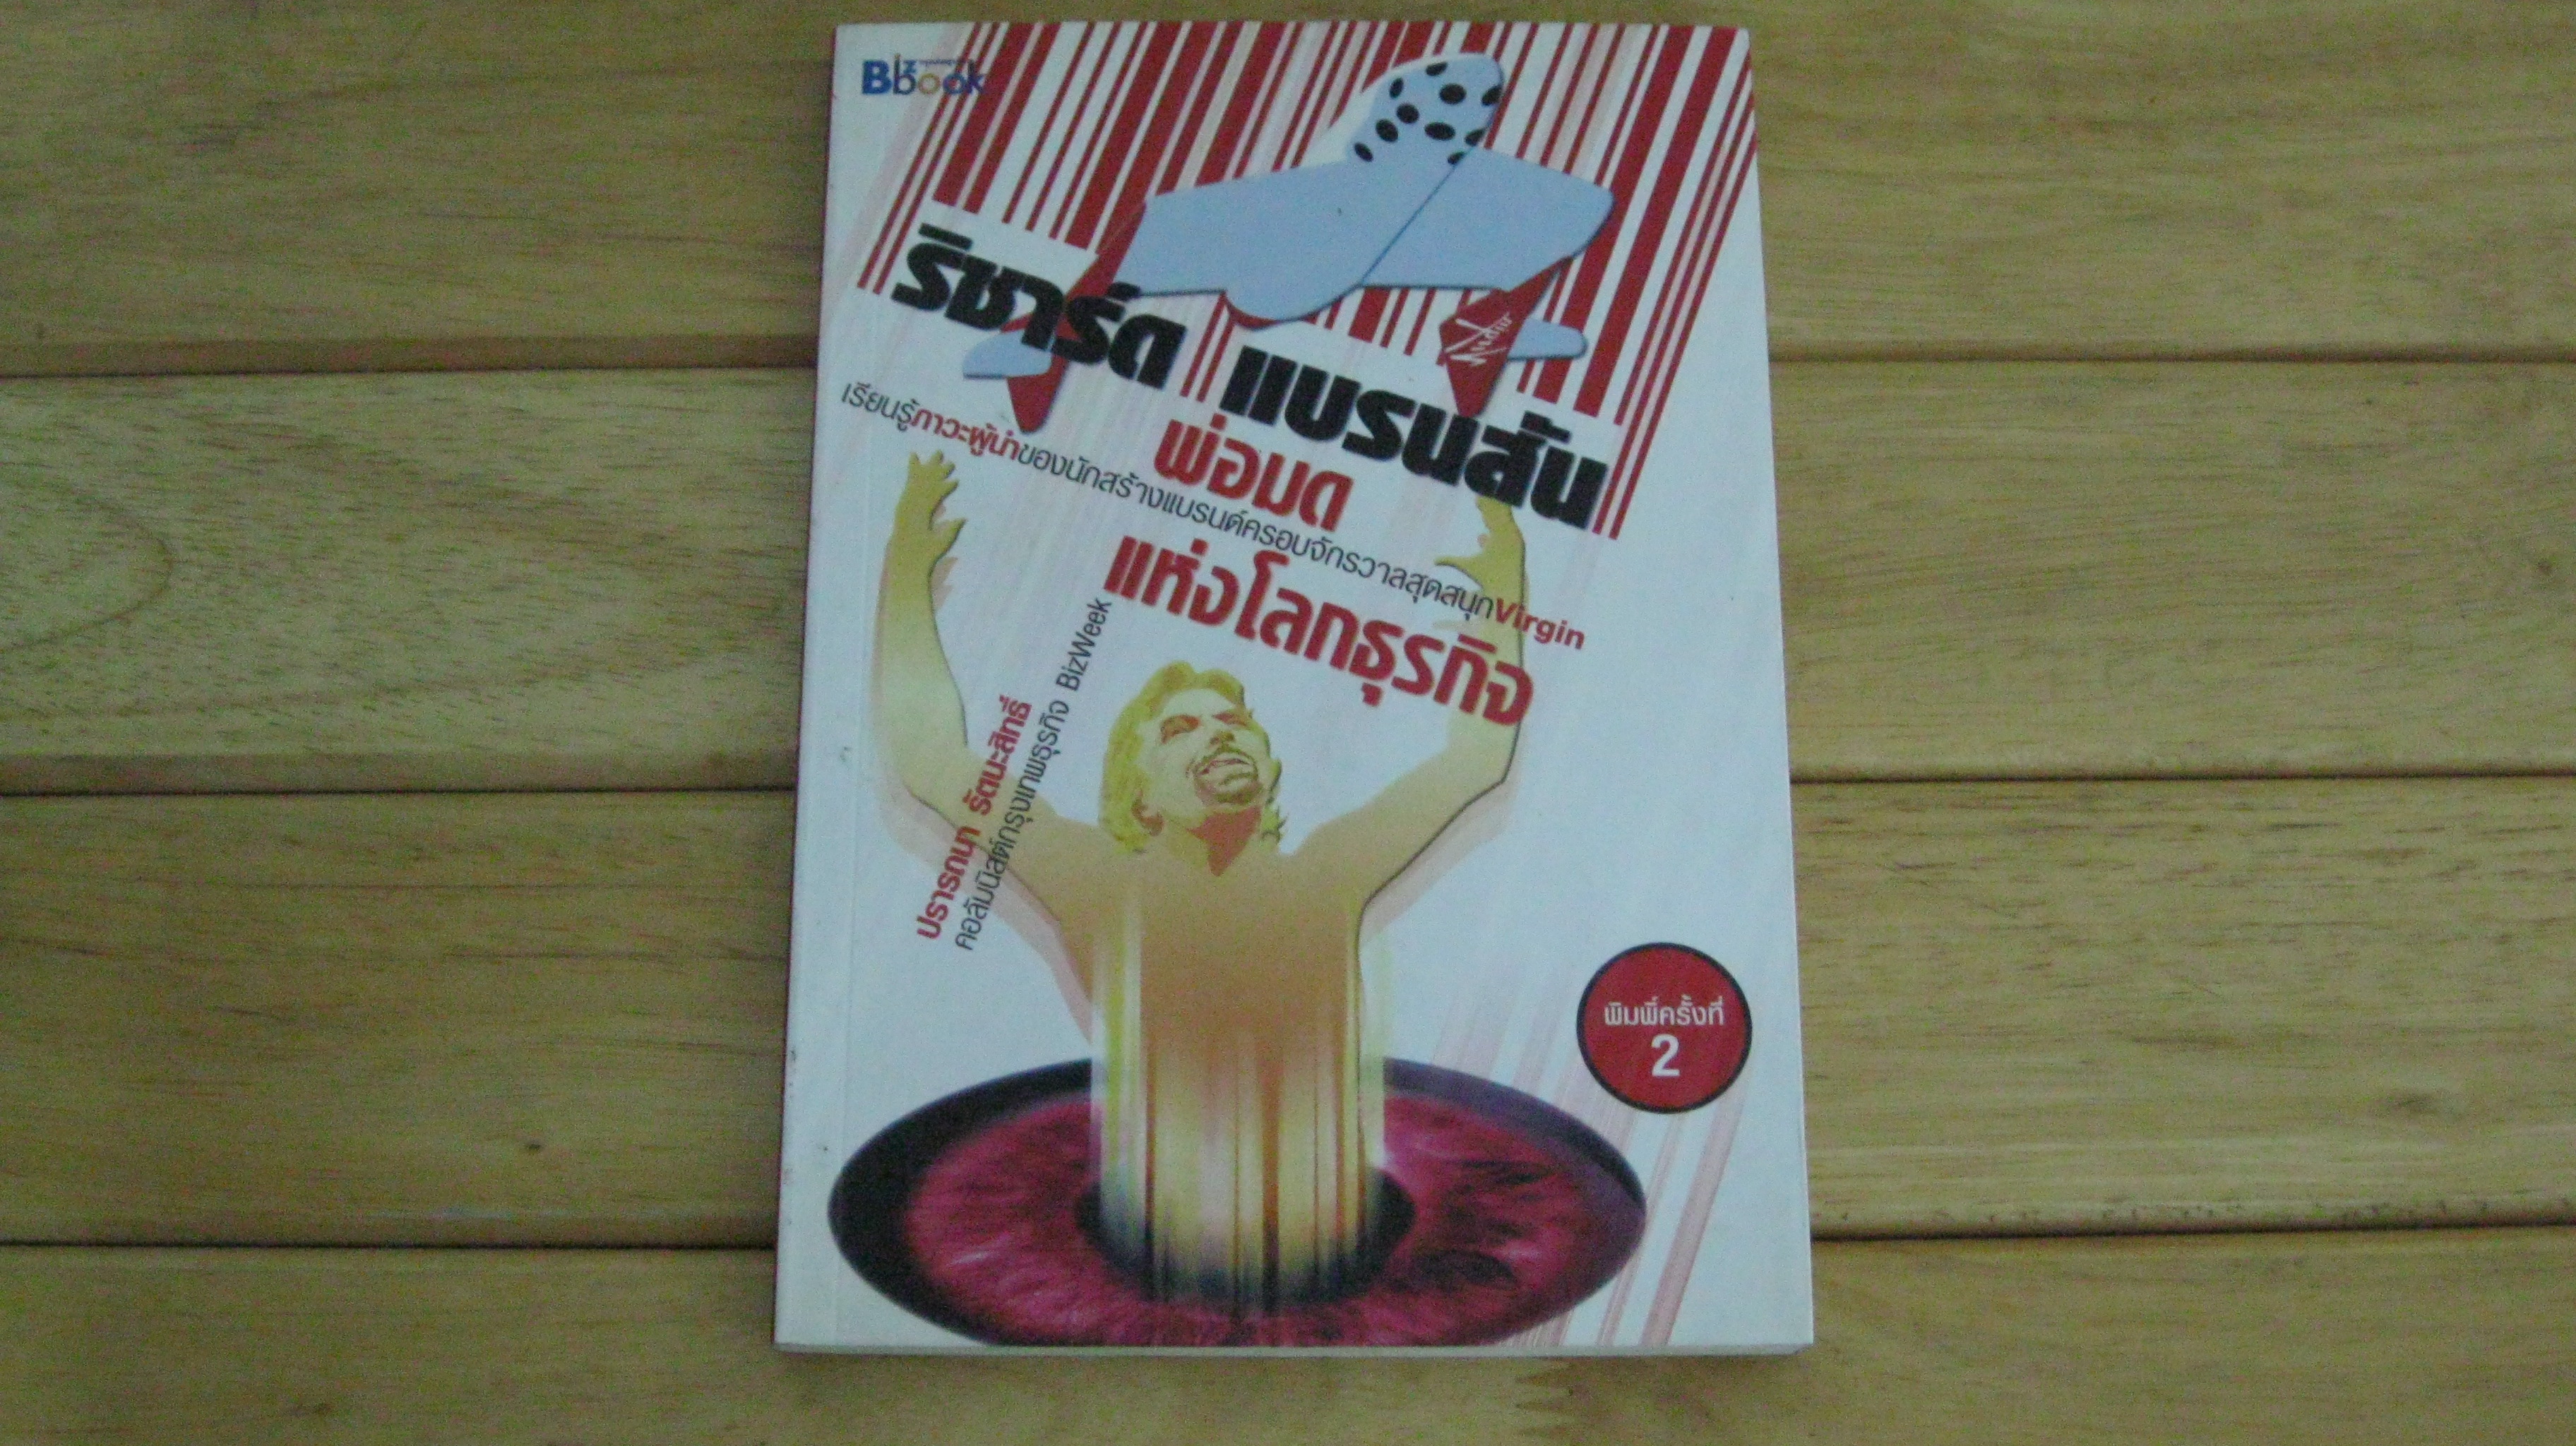 Bizbook
ริชาร์ด แบรนสัน
พ่อมด
แห่งโลกธุรกิจ
เรียนรู้ภาวะผู้นำของนักสร้างแบรนด์ครอบจักรวาลสุดสนุกVirgin
ปรารถนา รัตนะสิทธิ์
คอลัมนิสต์กรุงเทพธุรกิจ BizWeek
พิมพ์ครั้งที่
2